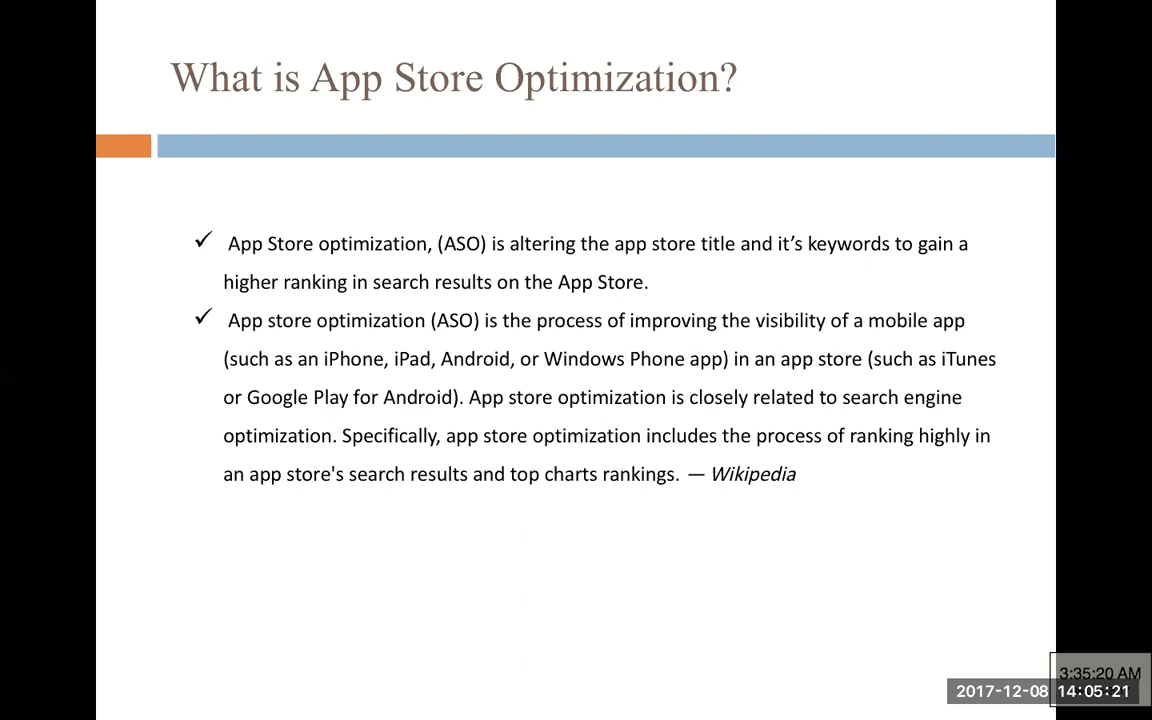 What is App Store Optimization?
✓ App Store optimization, (ASO) is altering the app store title and it’s keywords to gain a
higher ranking in search results on the App Store.
✓ App store optimization (ASO) is the process of improving the visibility of a mobile app
(such as an iPhone, iPad, Android, or Windows Phone app) in an app store (such as iTunes
or Google Play for Android). App store optimization is closely related to search engine
optimization. Specifically, app store optimization includes the process of ranking highly in
an app store's search results and top charts rankings. — Wikipedia
3:35:20 AM
2017-12-08 14:05:21